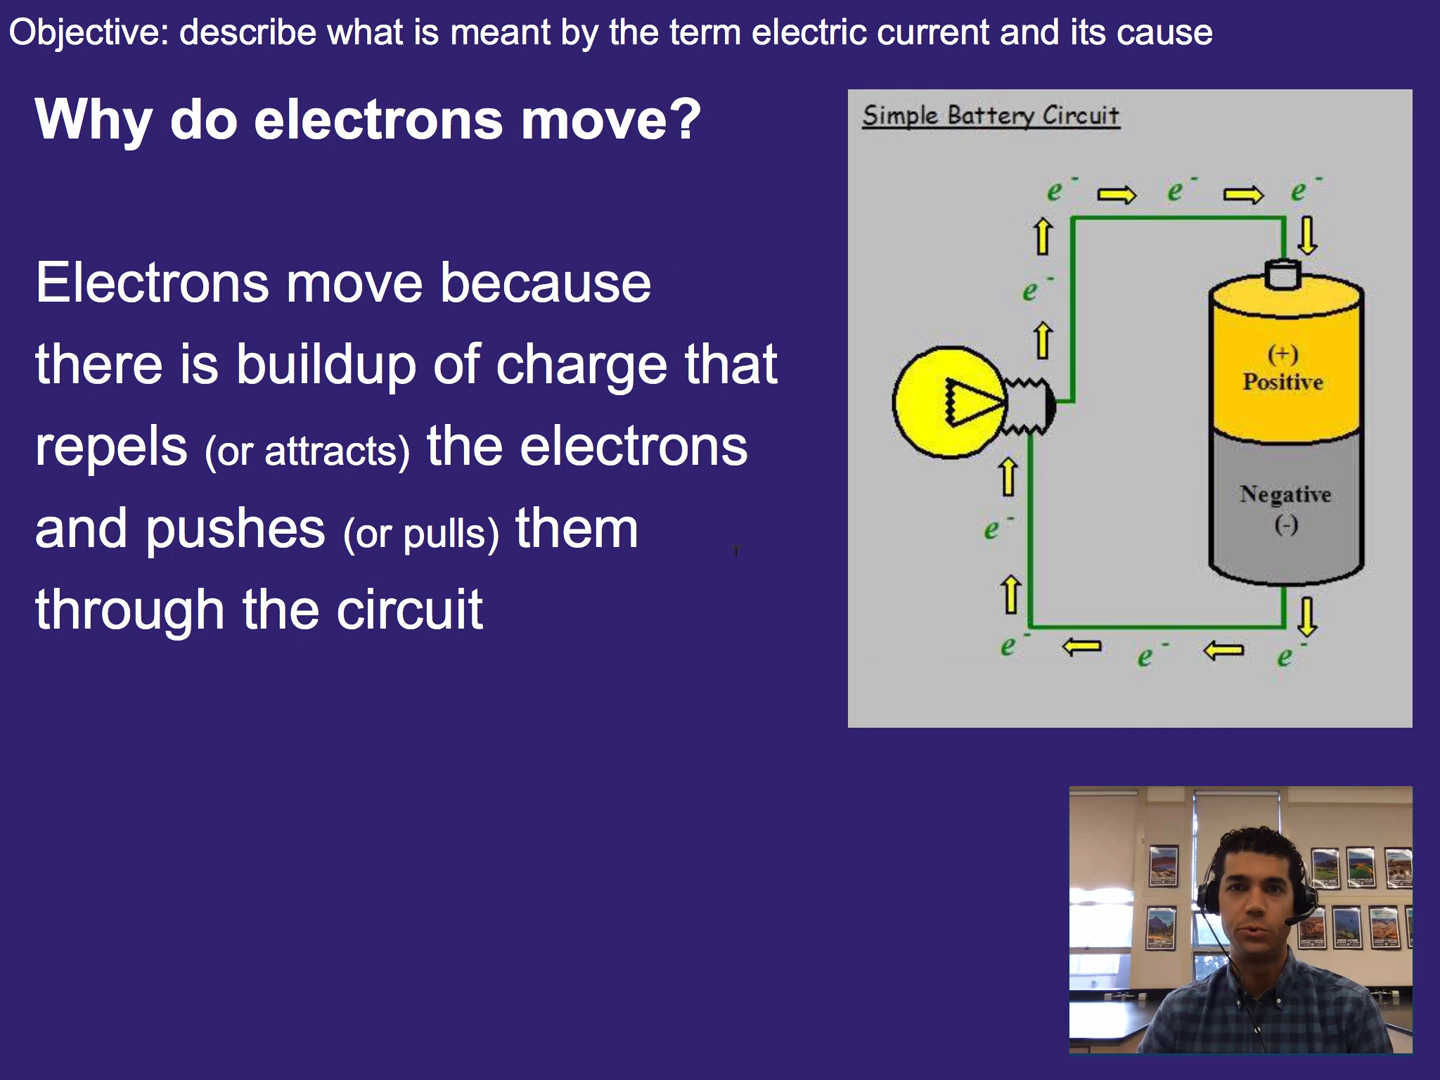 Objective: describe what is meant by the term electric current and its cause
Why do electrons move?
Electrons move because
there is buildup of charge that
repels (or attracts) the electrons
and pushes (or pulls) them
through the circuit
Simple Battery Circuit
e - e - e -
e -
(+)
Positive
Negative
(-)
e -
e - e - e -